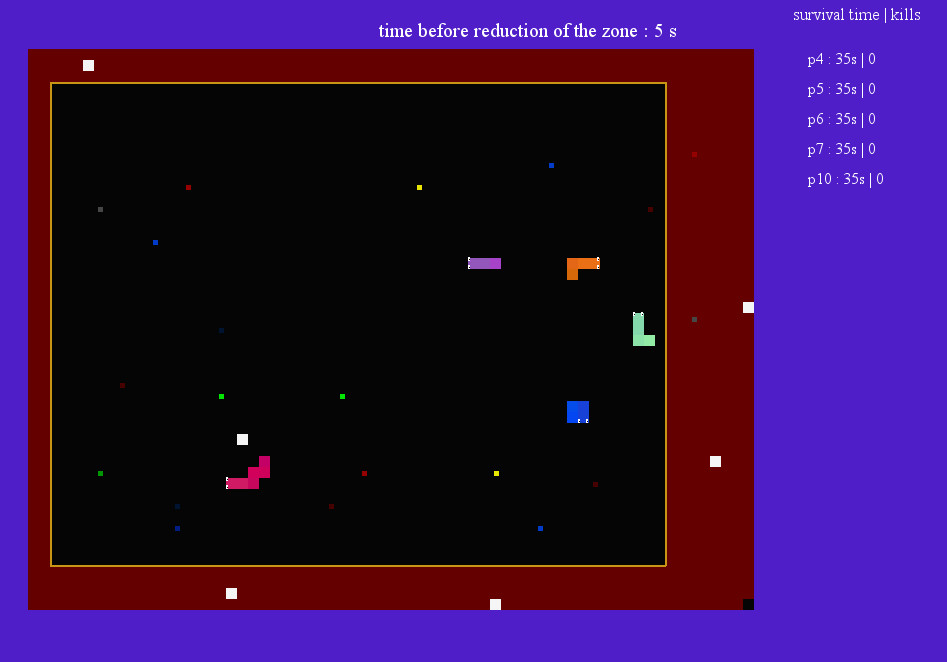 survival time | kills
time before reduction of the zone : 5 s
p4 : 35s | 0
p5 : 35s | 0
p6 : 35s | 0
p7 : 35s | 0
p10 : 35s | 0